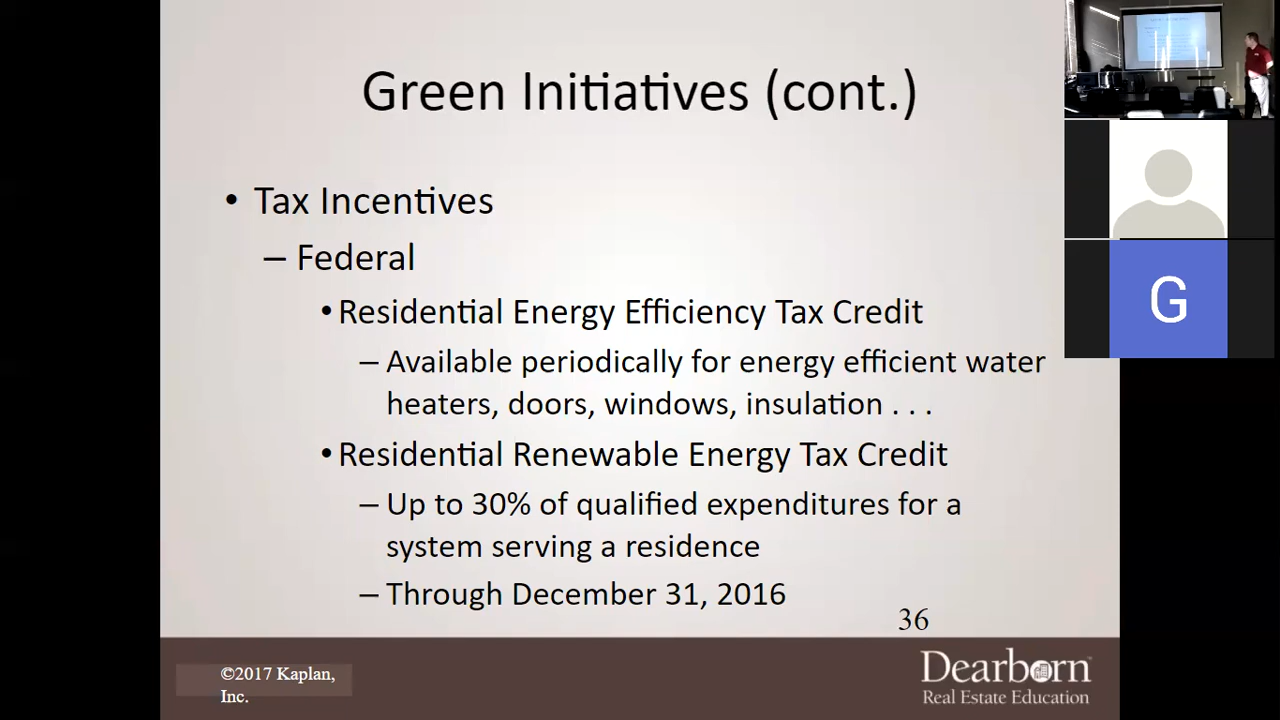 Green Initiatives (cont.)
• Tax Incentives
– Federal
• Residential Energy Efficiency Tax Credit
– Available periodically for energy efficient water
heaters, doors, windows, insulation . . .
• Residential Renewable Energy Tax Credit
– Up to 30% of qualified expenditures for a
system serving a residence
– Through December 31, 2016
36
©2017 Kaplan,
Inc.
Dearborn
Real Estate Education
G